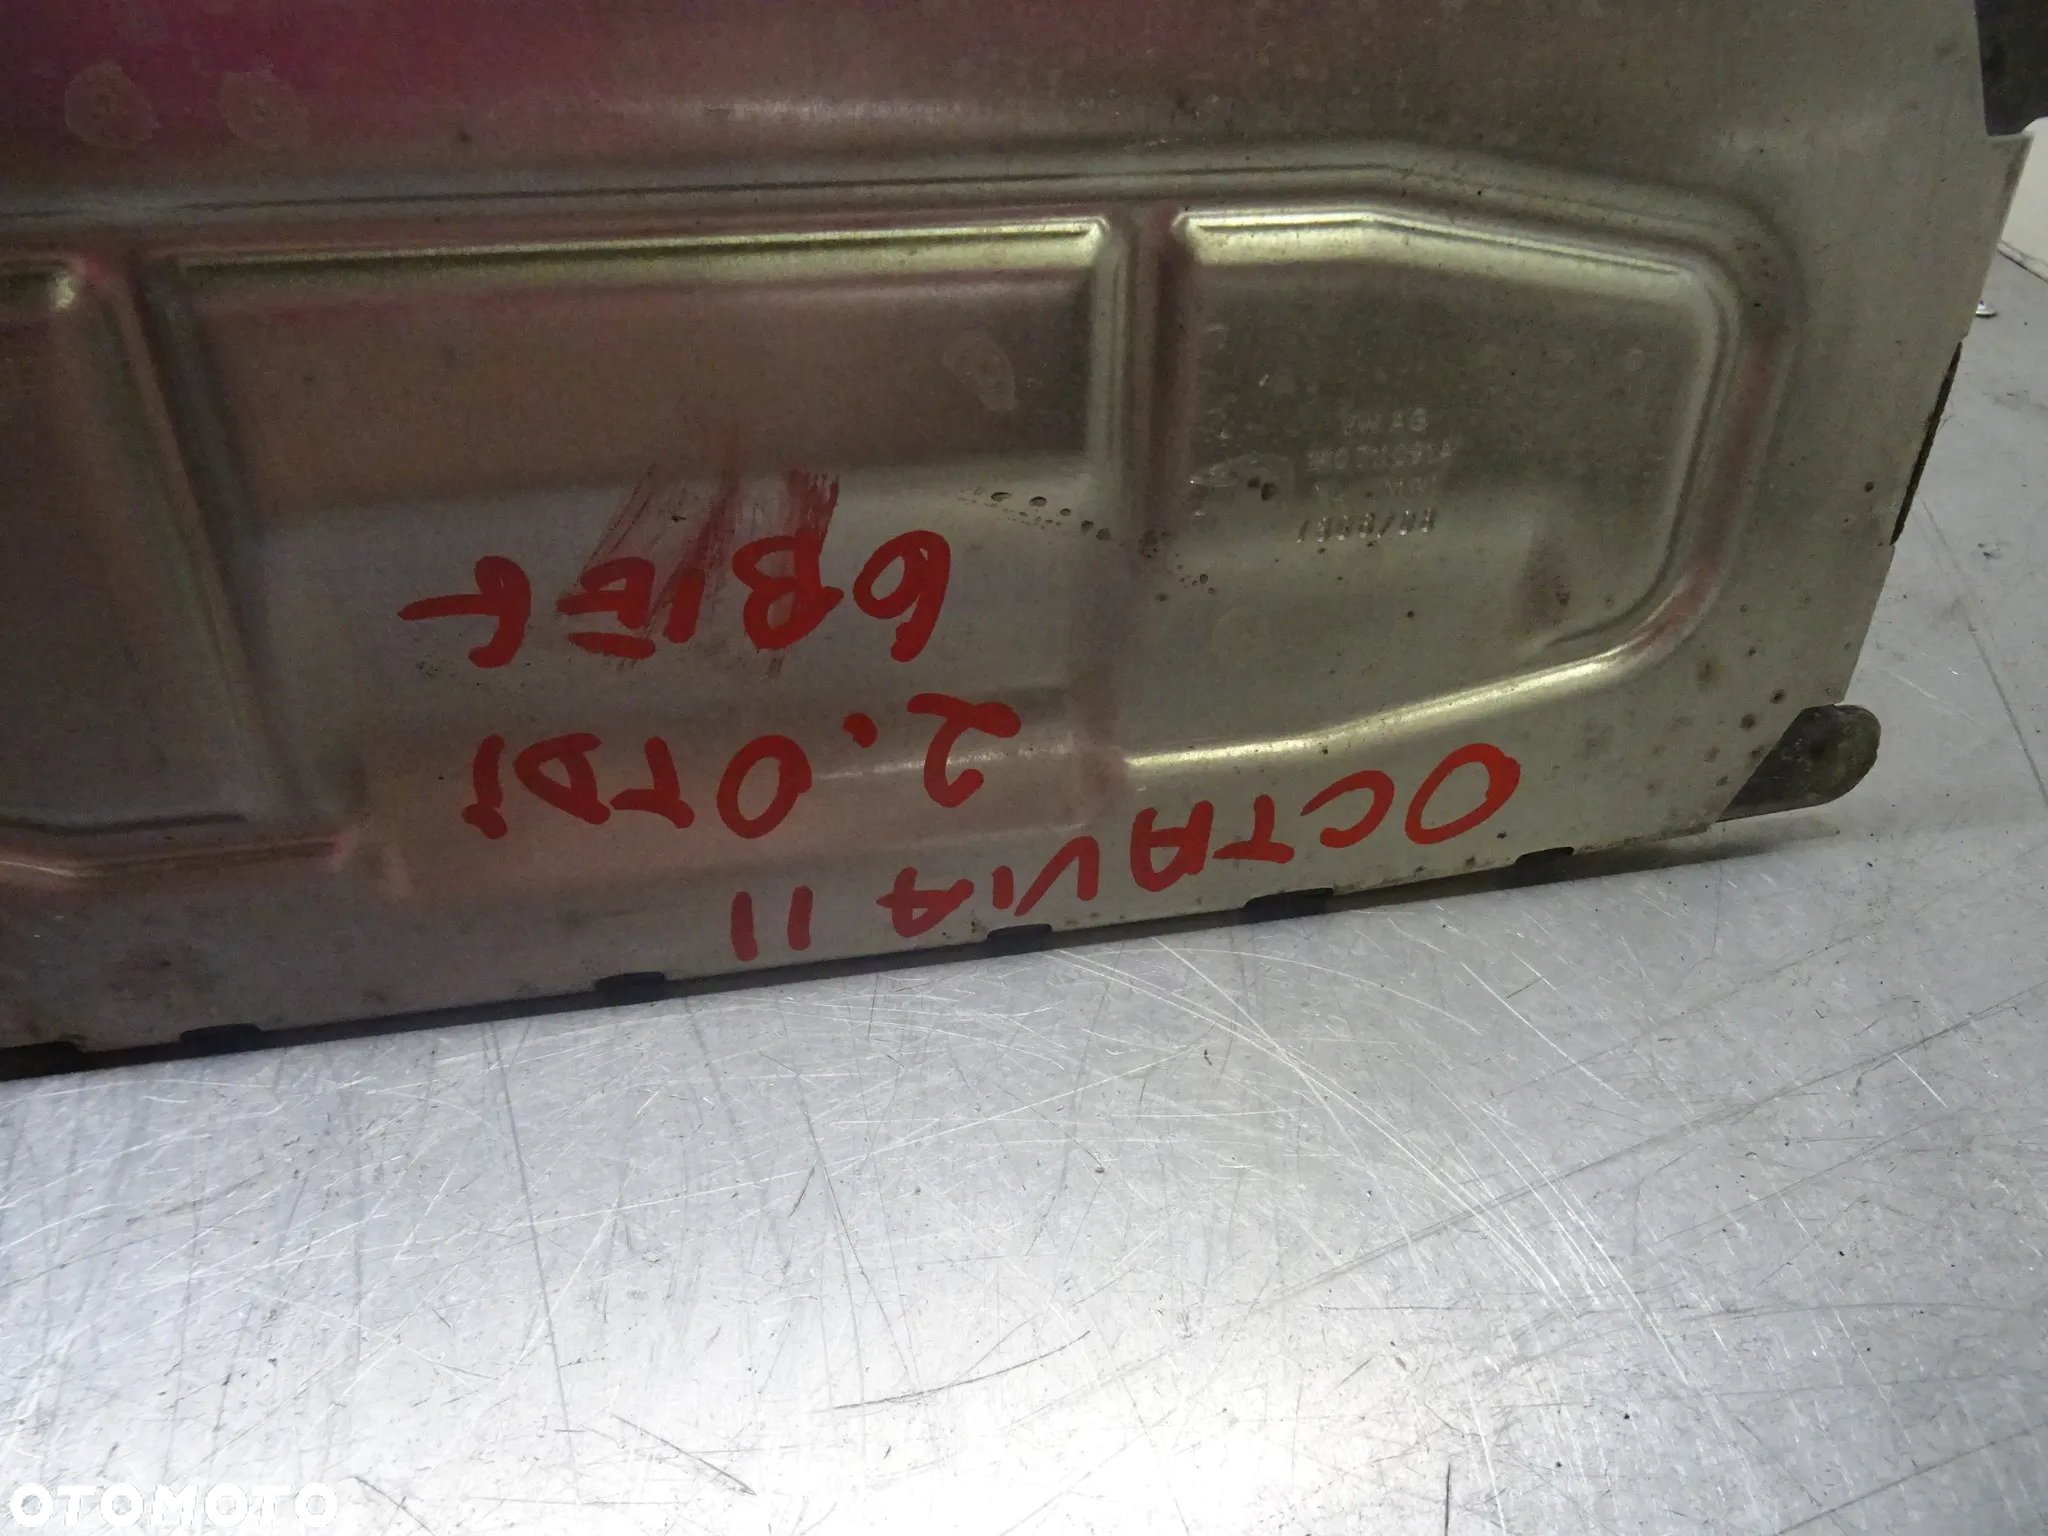 OCTAVIA II
2.0TDI
6BIEG
VW AG
OTOMOTO